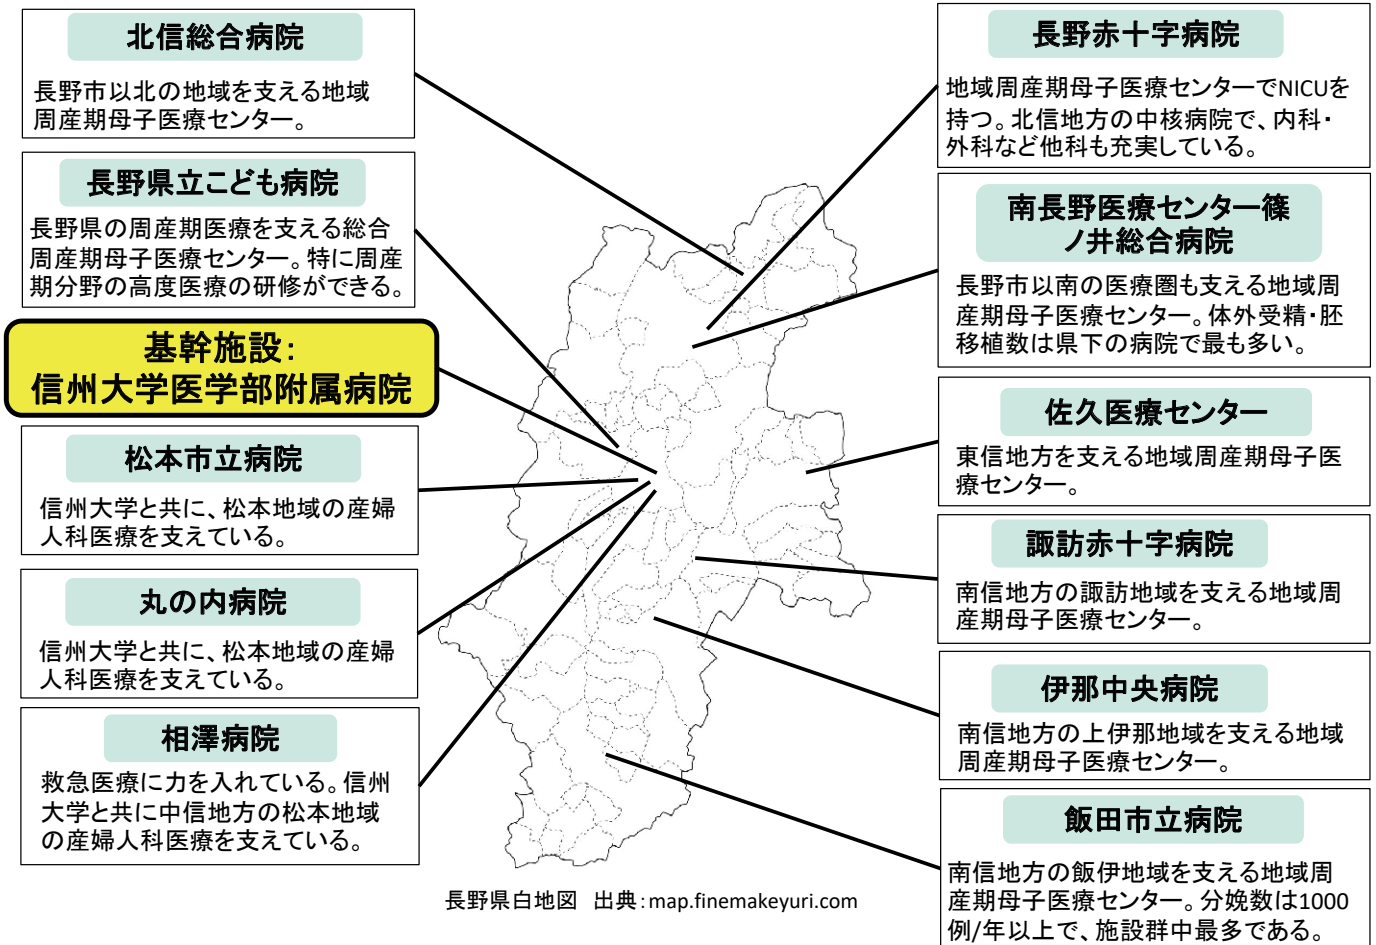 北信総合病院
長野市以北の地域を支える地域
周産期母子医療センター。
長野県立こども病院
長野県の周産期医療を支える総合
周産期母子医療センター。特に周産
期分野の高度医療の研修ができる。
基幹施設：
信州大学医学部附属病院
松本市立病院
信州大学と共に、松本地域の産婦
人科医療を支えている。
丸の内病院
信州大学と共に、松本地域の産婦
人科医療を支えている。
相澤病院
救急医療に力を入れている。信州
大学と共に中信地方の松本地域
の産婦人科医療を支えている。
長野赤十字病院
地域周産期母子医療センターでNICUを
持つ。北信地方の中核病院で、内科・
外科など他科も充実している。
南長野医療センター篠
ノ井総合病院
長野市以南の医療圏も支える地域周
産期母子医療センター。体外受精・胚
移植数は県下の病院で最も多い。
佐久医療センター
東信地方を支える地域周産期母子医
療センター。
諏訪赤十字病院
南信地方の諏訪地域を支える地域周
産期母子医療センター。
伊那中央病院
南信地方の上伊那地域を支える地域
周産期母子医療センター。
飯田市立病院
南信地方の飯伊地域を支える地域周
産期母子医療センター。分娩数は1000
例/年以上で、施設群中最多である。
長野県白地図　出典：map.finemakeyuri.com